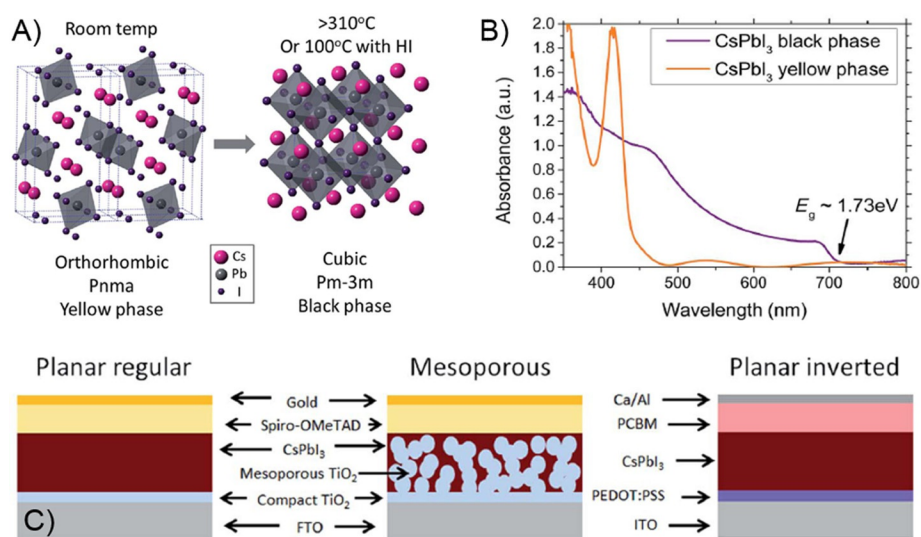 A)
Room temp
>310°C
Or 100°C with HI
Cs
Pb
I
Orthorhombic
Pnma
Yellow phase
Cubic
Pm-3m
Black phase
B)
Absorbance (a.u.)
2.0
1.8
1.6
1.4
1.2
1.0
0.8
0.6
0.4
0.2
0.0
CsPbI₃ black phase
CsPbI₃ yellow phase
E_g ~ 1.73eV
400 500 600 700 800
Wavelength (nm)
Planar regular
Mesoporous
Planar inverted
Gold
Spiro-OMeTAD
CsPbI₃
Mesoporous TiO₂
Compact TiO₂
FTO
Ca/Al
PCBM
CsPbI₃
PEDOT:PSS
ITO
C)